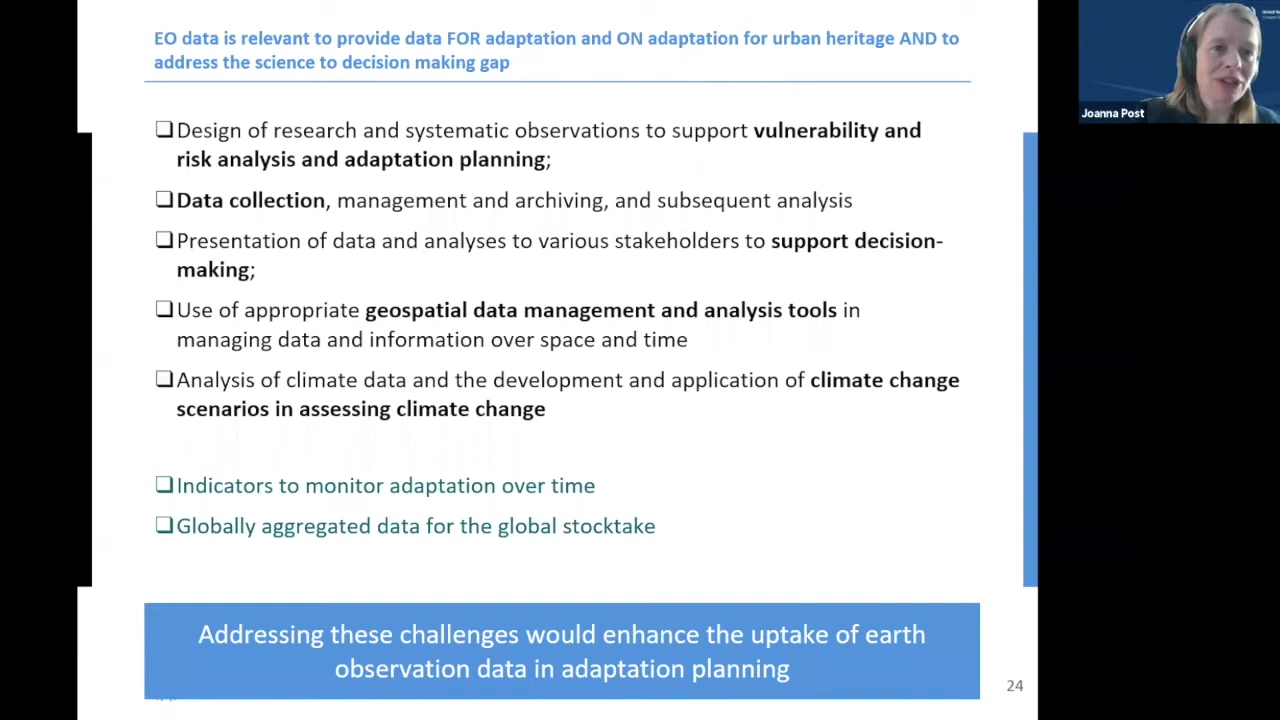 EO data is relevant to provide data FOR adaptation and ON adaptation for urban heritage AND to
address the science to decision making gap
❑Design of research and systematic observations to support vulnerability and
risk analysis and adaptation planning;
❑Data collection, management and archiving, and subsequent analysis
❑Presentation of data and analyses to various stakeholders to support decision-
making;
❑Use of appropriate geospatial data management and analysis tools in
managing data and information over space and time
❑Analysis of climate data and the development and application of climate change
scenarios in assessing climate change
❑Indicators to monitor adaptation over time
❑Globally aggregated data for the global stocktake
Addressing these challenges would enhance the uptake of earth
observation data in adaptation planning
24
Joanna Post